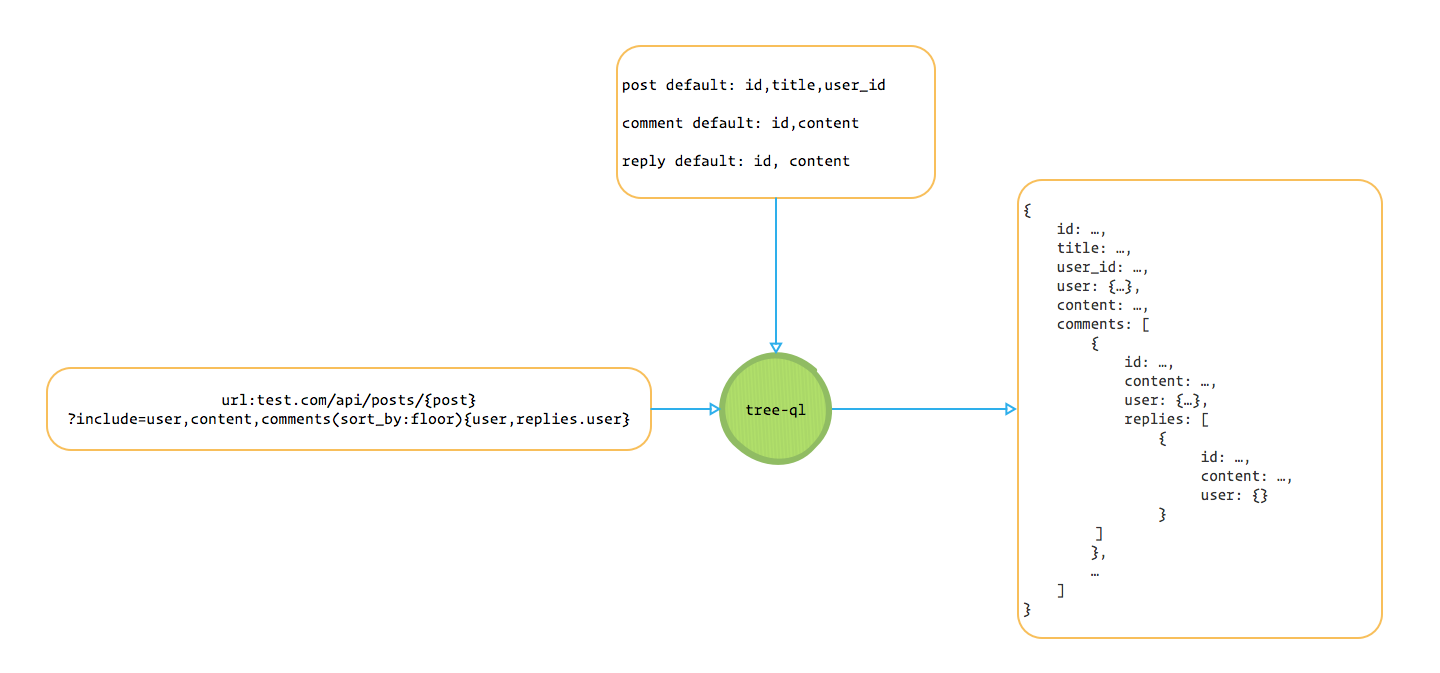 post default: id,title,user_id
comment default: id,content
reply default: id, content
url:test.com/api/posts/{post}
?include=user,content,comments(sort_by:floor){user,replies.user}
tree-ql
{
    id: …,
    title: …,
    user_id: …,
    user: {…},
    content: …,
    comments: [
        {
            id: …,
            content: …,
            user: {…},
            replies: [
                {
                     id: …,
                     content: …,
                     user: {}
                }
        ]
        },
        …
    ]
}